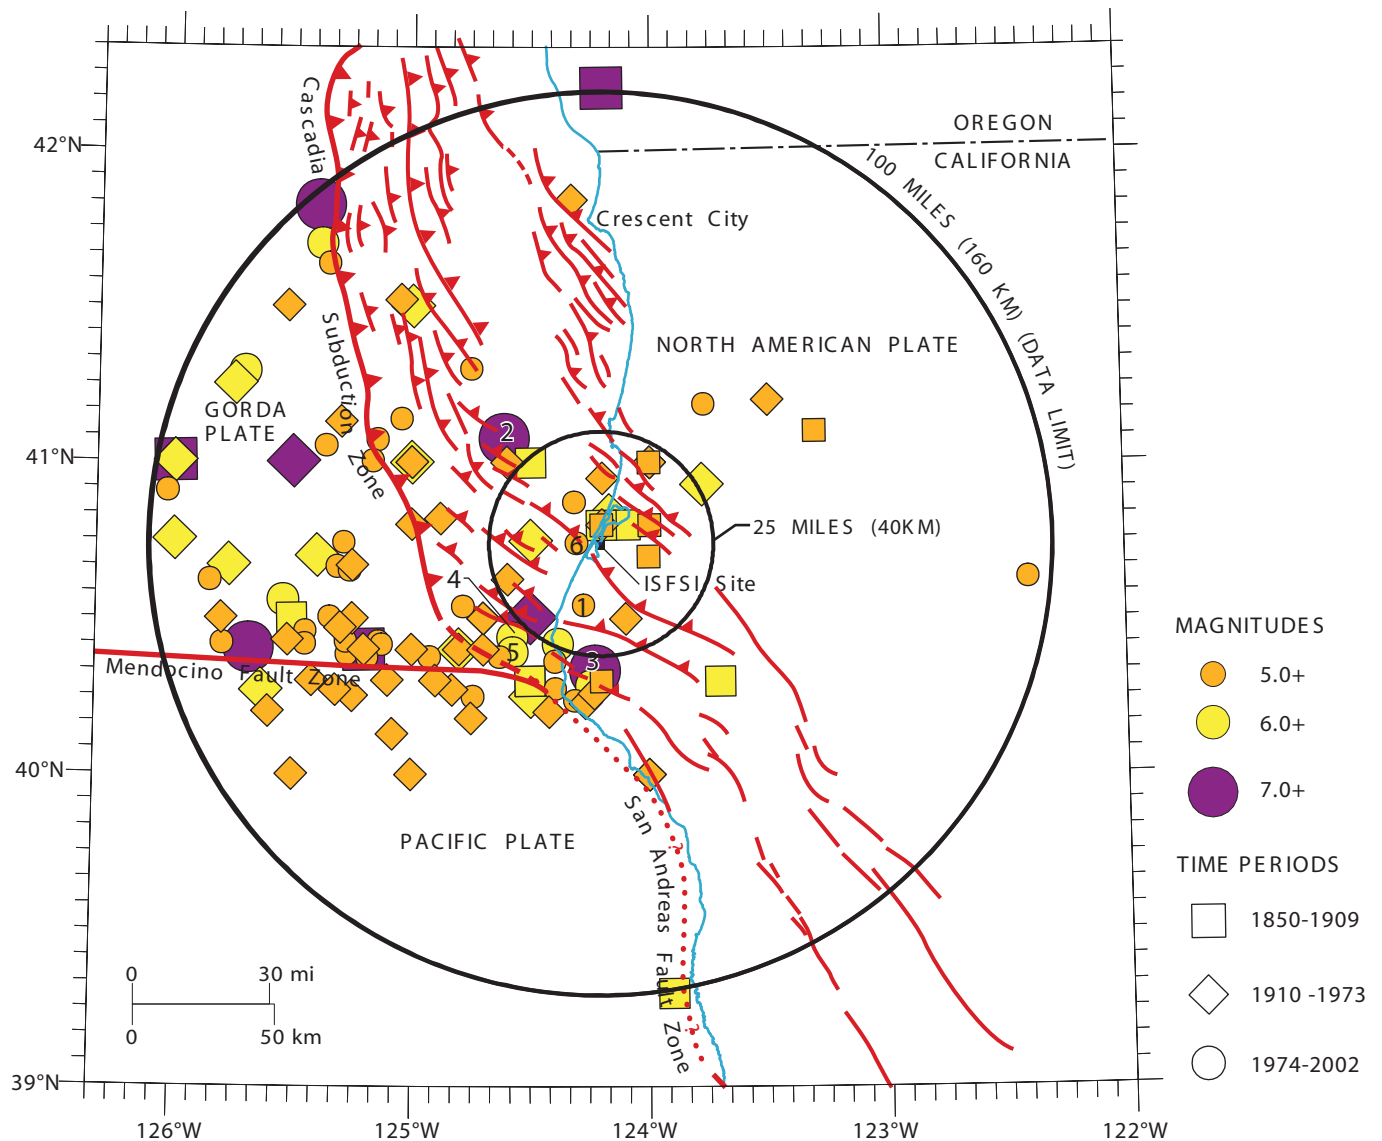 42°N
41°N
40°N
39°N
126°W
125°W
124°W
123°W
122°W
OREGON
CALIFORNIA
100 MILES (160 KM) (DATA LIMIT)
Cascadia
Subduction
Zone
Crescent City
NORTH AMERICAN PLATE
GORDA
PLATE
2
25 MILES (40KM)
6
ISFSI Site
4
1
5
3
Mendocino Fault Zone
PACIFIC PLATE
San Andreas Fault Zone
?
?
0
30 mi
0
50 km
MAGNITUDES
5.0+
6.0+
7.0+
TIME PERIODS
1850-1909
1910 -1973
1974-2002